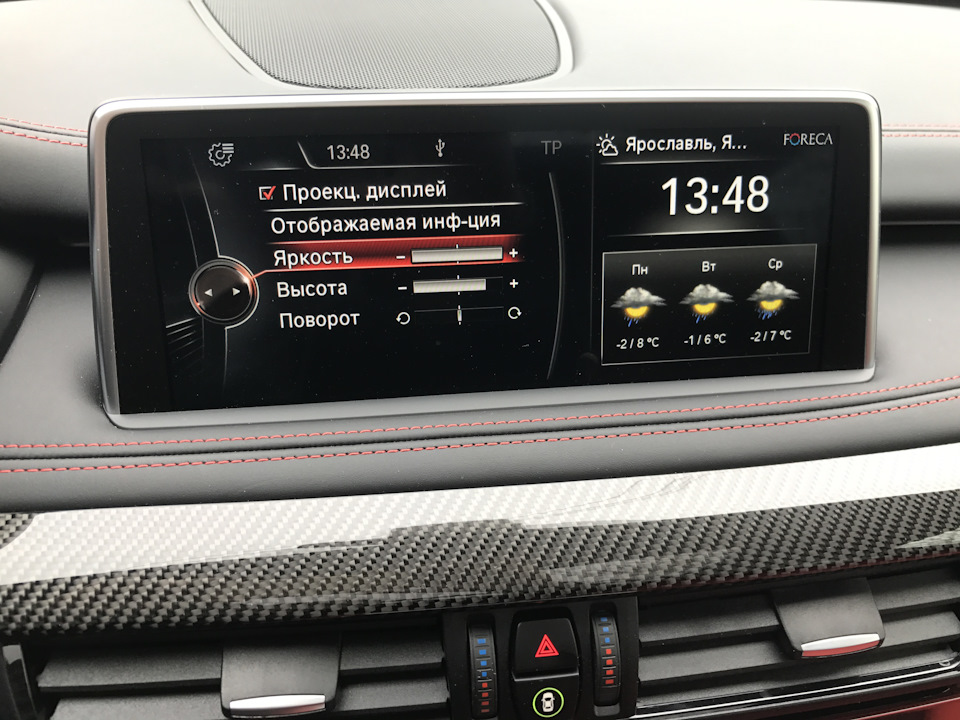 13:48
TP
Проекц. дисплей
Отображаемая инф-ция
Яркость - +
Высота - +
Поворот
Ярославль, Я...
FORECA
13:48
Пн Вт Ср
-2/8 °C -1/6 °C -2/7 °C